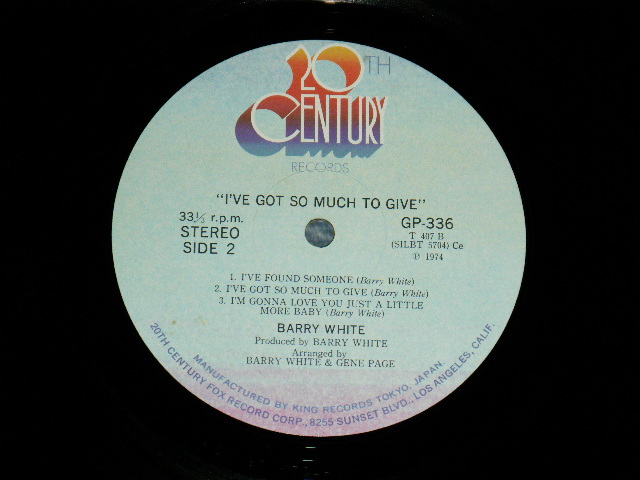 20TH
CENTURY
RECORDS
"I'VE GOT SO MUCH TO GIVE"
33⅓ r.p.m.
STEREO
SIDE 2
GP-336
T 407 B
(SILBT 5704) Ce
℗ 1974
1. I'VE FOUND SOMEONE (Barry White)
2. I'VE GOT SO MUCH TO GIVE (Barry White)
3. I'M GONNA LOVE YOU JUST A LITTLE
MORE BABY (Barry White)
BARRY WHITE
Produced by BARRY WHITE
Arranged by
BARRY WHITE & GENE PAGE
MANUFACTURED BY KING RECORDS TOKYO, JAPAN.
20TH CENTURY FOX RECORD CORP., 8255 SUNSET BLVD., LOS ANGELES, CALIF.